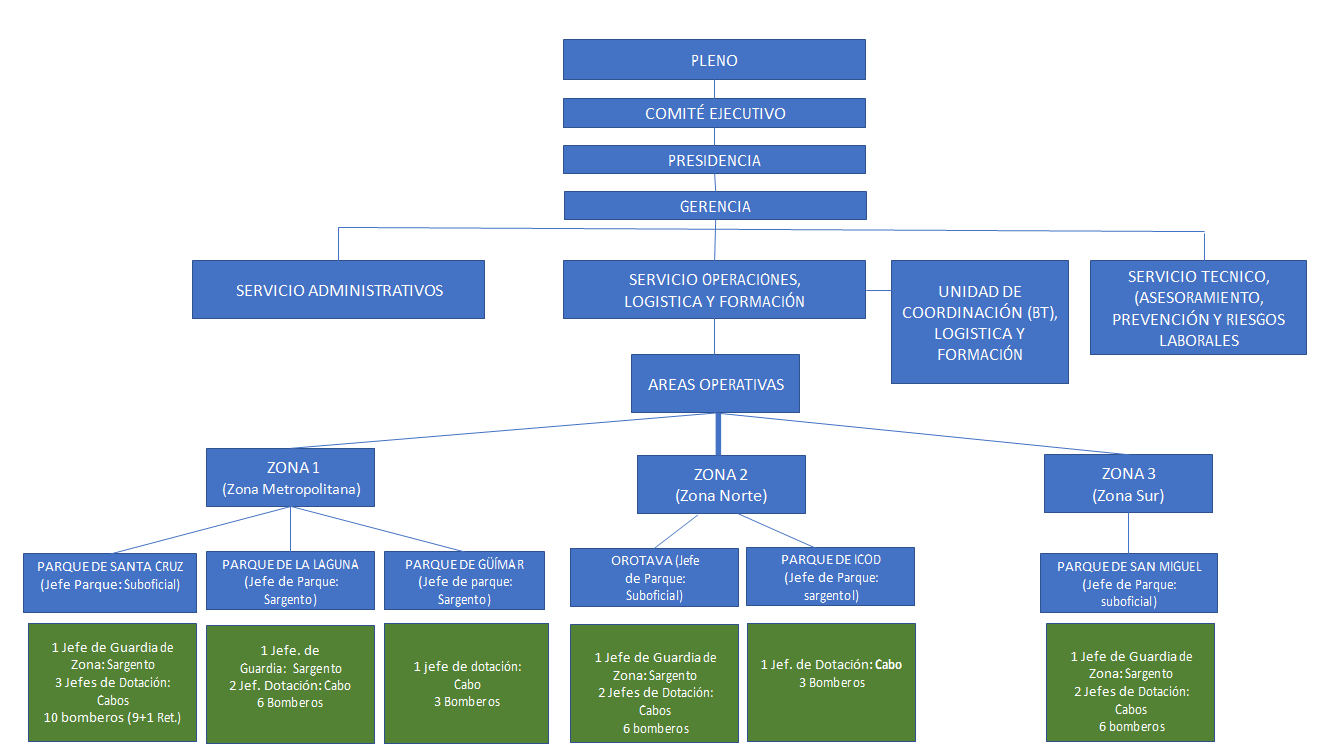 PLENO
COMITÉ EJECUTIVO
PRESIDENCIA
GERENCIA
SERVICIO ADMINISTRATIVOS
SERVICIO OPERACIONES,
LOGISTICA Y FORMACIÓN
UNIDAD DE
COORDINACIÓN (BT),
LOGISTICA Y
FORMACIÓN
SERVICIO TECNICO,
(ASESORAMIENTO,
PREVENCIÓN Y RIESGOS
LABORALES
AREAS OPERATIVAS
ZONA 1
(Zona Metropolitana)
ZONA 2
(Zona Norte)
ZONA 3
(Zona Sur)
PARQUE DE SANTA CRUZ
(Jefe Parque: Suboficial)
PARQUE DE LA LAGUNA
(Jefe de Parque:
Sargento)
PARQUE DE GÜÍMAR
(Jefe de parque:
Sargento)
OROTAVA (Jefe
de Parque:
Suboficial)
PARQUE DE ICOD
(Jefe de Parque:
sargentol)
PARQUE DE SAN MIGUEL
(Jefe de Parque:
suboficial)
1 Jefe de Guardia de
Zona: Sargento
3 Jefes de Dotación:
Cabos
10 bomberos (9+1 Ret.)
1 Jefe. de
Guardia: Sargento
2 Jef. Dotación: Cabo
6 Bomberos
1 jefe de dotación:
Cabo
3 Bomberos
1 Jefe de Guardia de
Zona: Sargento
2 Jefes de Dotación:
Cabos
6 bomberos
1 Jef. de Dotación: Cabo
3 Bomberos
1 Jefe de Guardia de
Zona: Sargento
2 Jefes de Dotación:
Cabos
6 bomberos